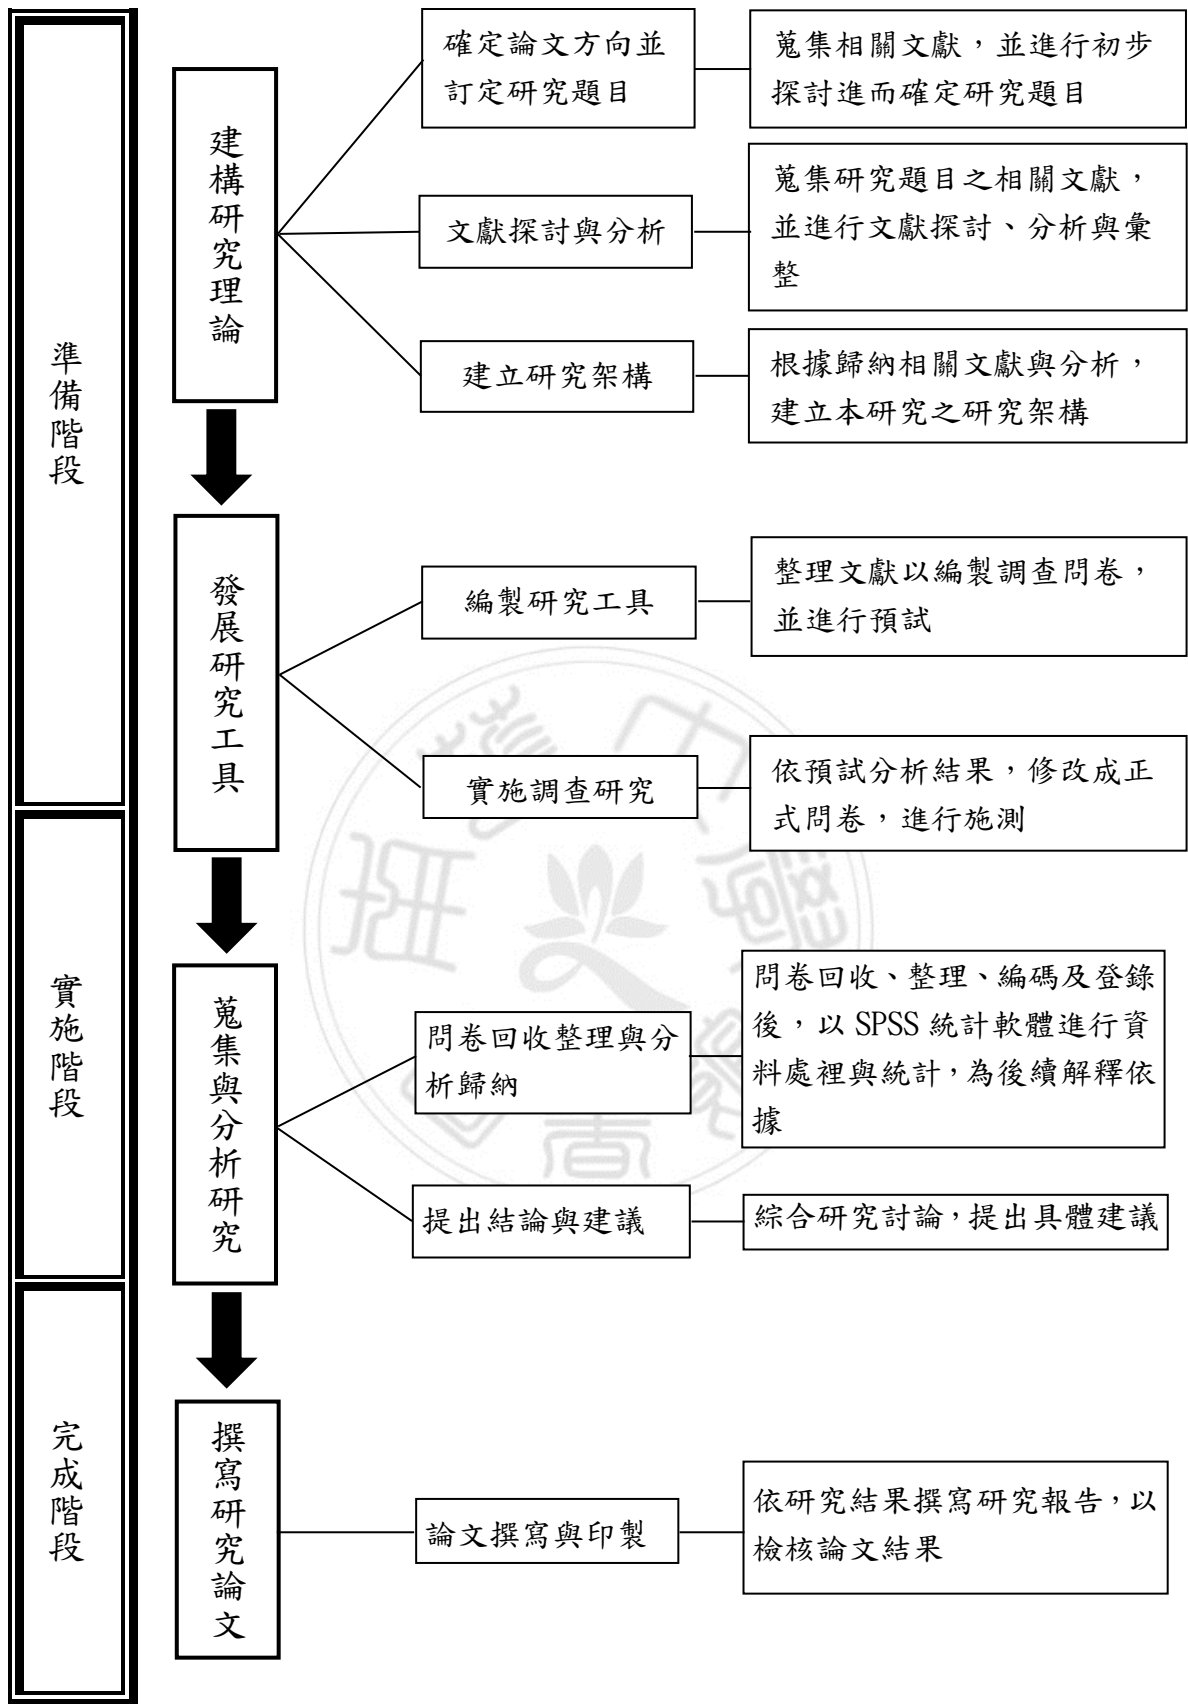 準備階段
建構研究理論
確定論文方向並
訂定研究題目
蒐集相關文獻，並進行初步
探討進而確定研究題目
文獻探討與分析
蒐集研究題目之相關文獻，
並進行文獻探討、分析與彙
整
建立研究架構
根據歸納相關文獻與分析，
建立本研究之研究架構
發展研究工具
編製研究工具
整理文獻以編製調查問卷，
並進行預試
實施調查研究
依預試分析結果，修改成正
式問卷，進行施測
實施階段
蒐集與分析研究
問卷回收整理與分
析歸納
問卷回收、整理、編碼及登錄
後，以 SPSS 統計軟體進行資
料處裡與統計，為後續解釋依
據
提出結論與建議
綜合研究討論，提出具體建議
完成階段
撰寫研究論文
論文撰寫與印製
依研究結果撰寫研究報告，以
檢核論文結果